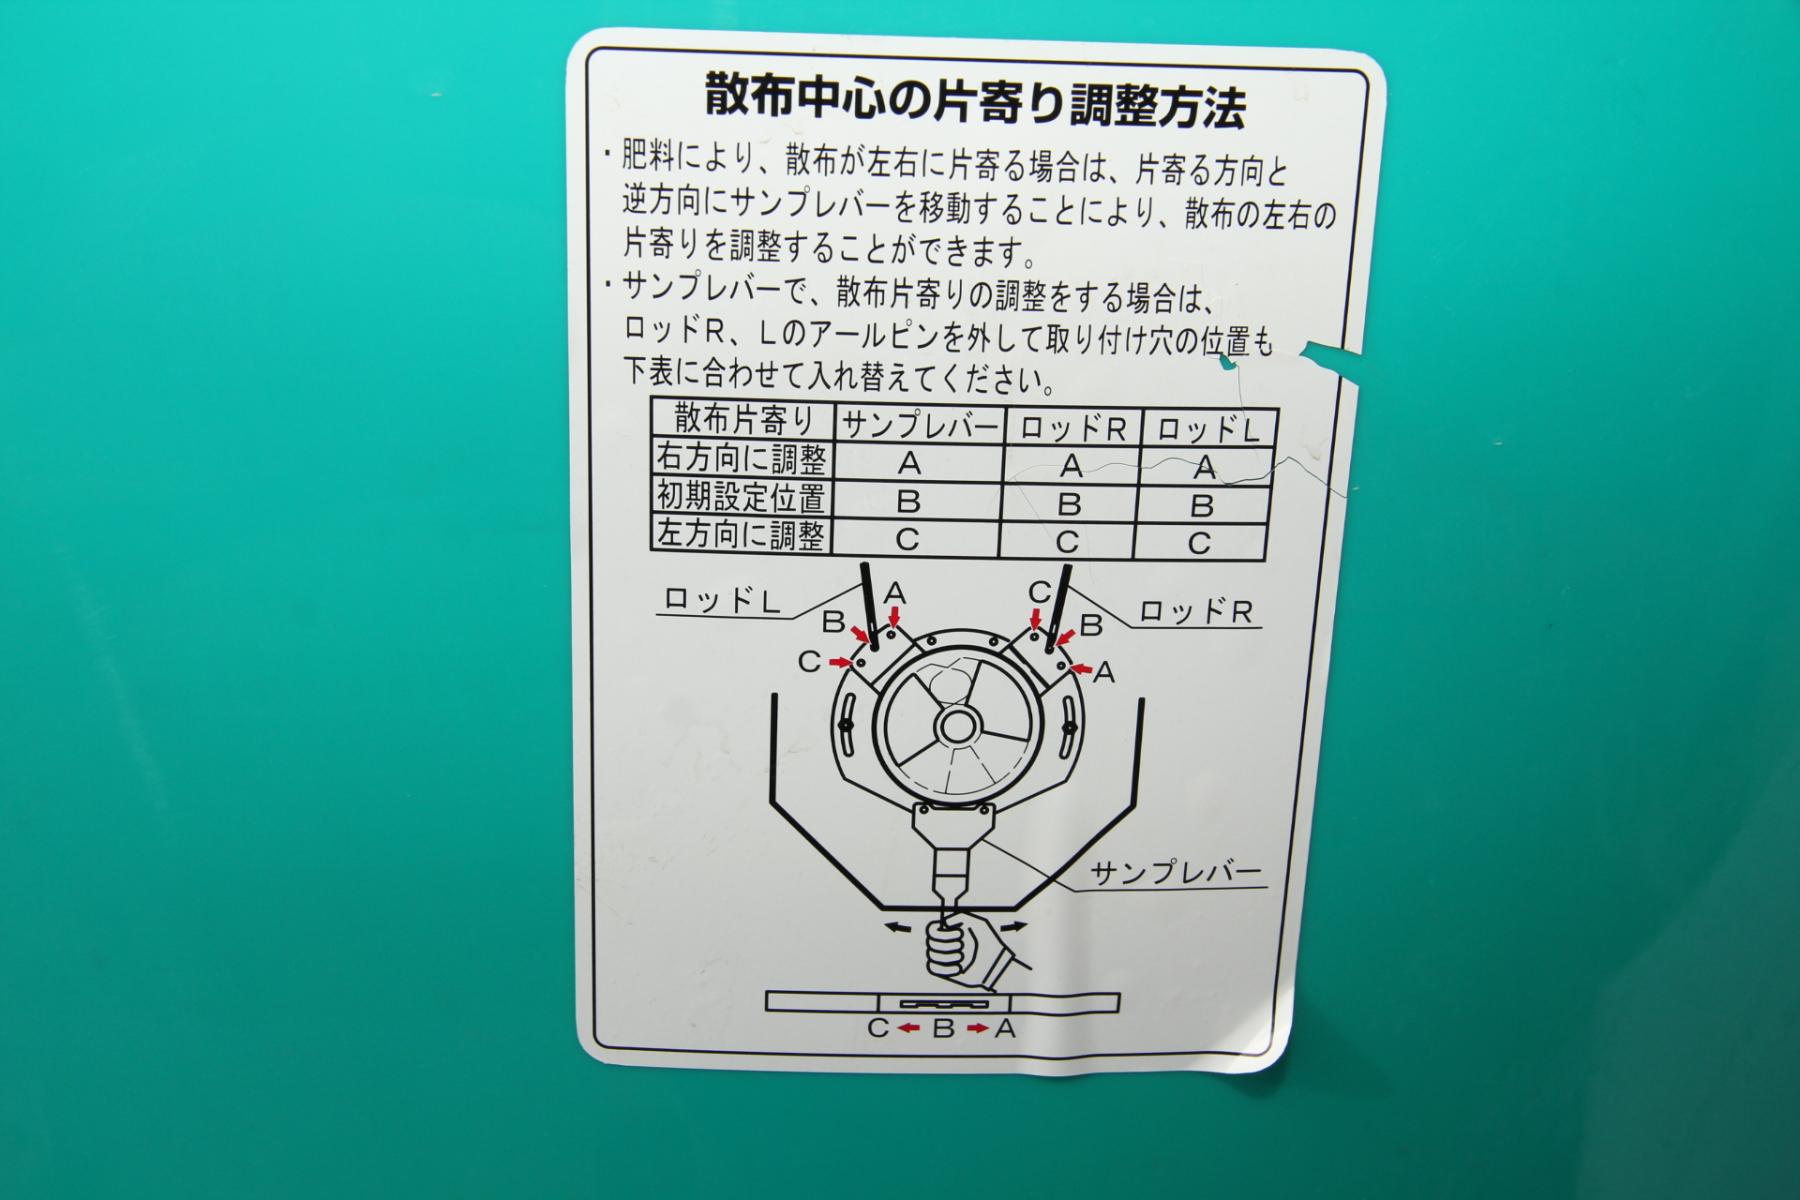 散布中心の片寄り調整方法
・肥料により、散布が左右に片寄る場合は、片寄る方向と
逆方向にサンプレバーを移動することにより、散布の左右の
片寄りを調整することができます。
・サンプレバーで、散布片寄りの調整をする場合は、
ロッドR、Lのアールピンを外して取り付け穴の位置も
下表に合わせて入れ替えてください。
散布片寄り サンプレバー ロッドR ロッドL
右方向に調整 A A A
初期設定位置 B B B
左方向に調整 C C C
ロッドL A C ロッドR
B B
C A
サンプレバー
C B A